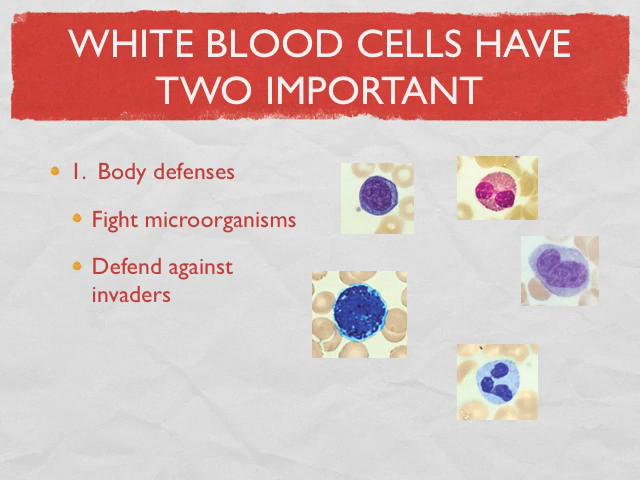 WHITE BLOOD CELLS HAVE
TWO IMPORTANT
1. Body defenses
Fight microorganisms
Defend against
invaders